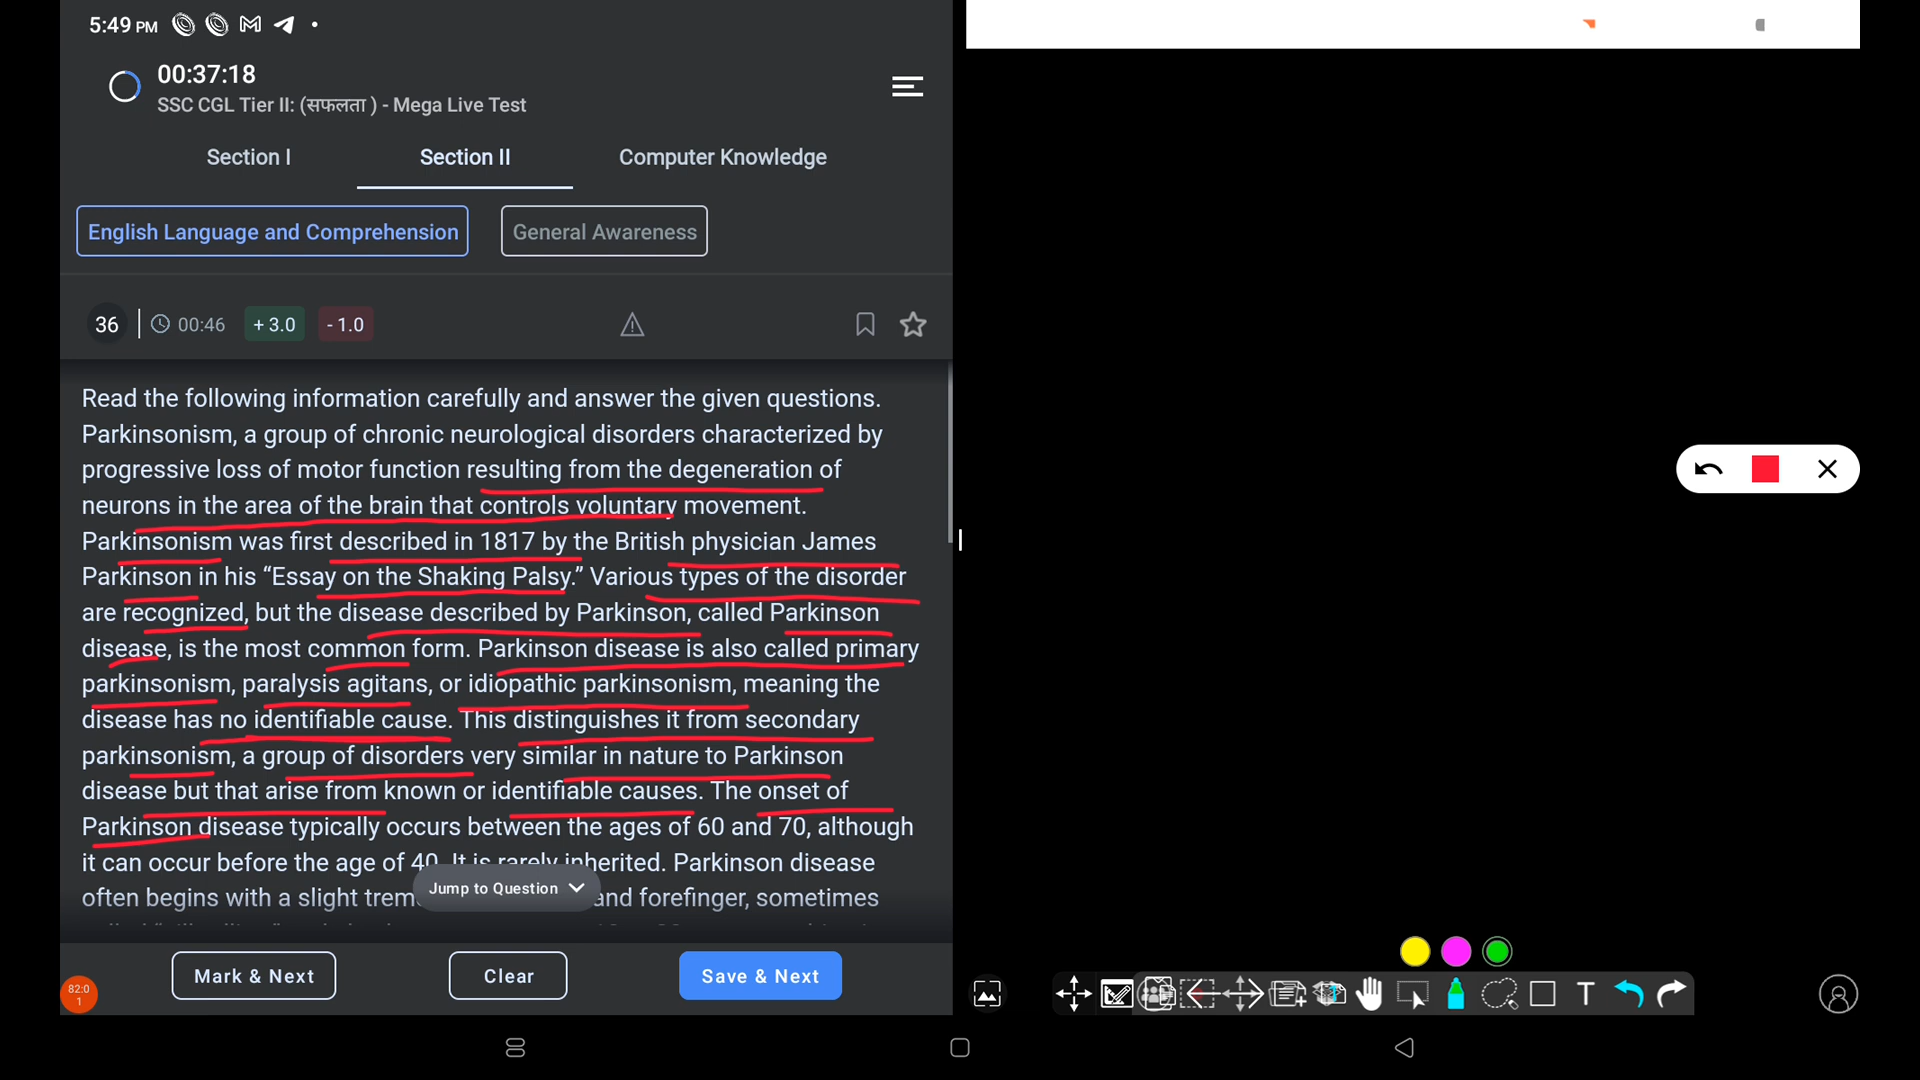 5:49 PM
00:37:18
SSC CGL Tier II: (सफलता ) - Mega Live Test
Section I
Section II
Computer Knowledge
English Language and Comprehension
General Awareness
36
00:46
+ 3.0
- 1.0
Read the following information carefully and answer the given questions.
Parkinsonism, a group of chronic neurological disorders characterized by
progressive loss of motor function resulting from the degeneration of
neurons in the area of the brain that controls voluntary movement.
Parkinsonism was first described in 1817 by the British physician James
Parkinson in his “Essay on the Shaking Palsy.” Various types of the disorder
are recognized, but the disease described by Parkinson, called Parkinson
disease, is the most common form. Parkinson disease is also called primary
parkinsonism, paralysis agitans, or idiopathic parkinsonism, meaning the
disease has no identifiable cause. This distinguishes it from secondary
parkinsonism, a group of disorders very similar in nature to Parkinson
disease but that arise from known or identifiable causes. The onset of
Parkinson disease typically occurs between the ages of 60 and 70, although
it can occur before the age of 40. It is rarely inherited. Parkinson disease
often begins with a slight trem and forefinger, sometimes
Jump to Question
Mark & Next
Clear
Save & Next
82:0
1
T